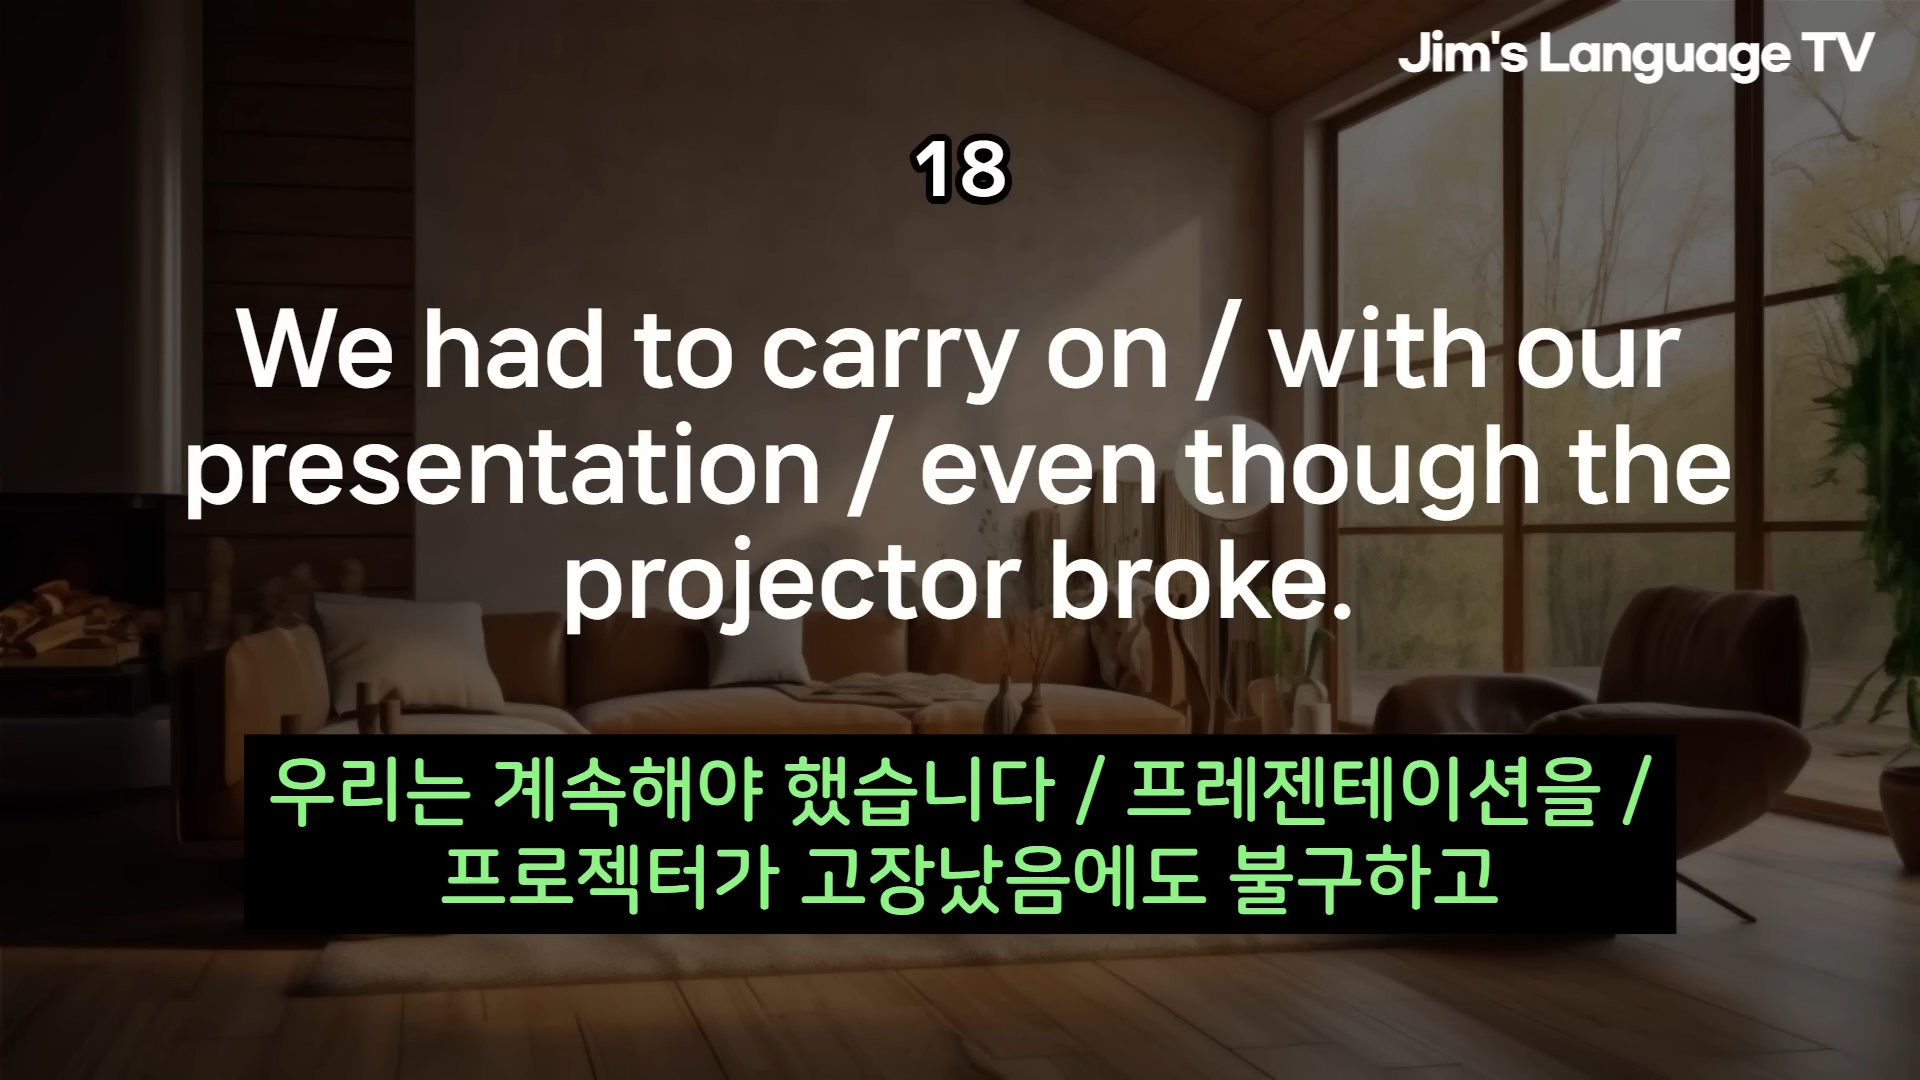 Jim's Language TV
18
We had to carry on / with our
presentation / even though the
projector broke.
우리는 계속해야 했습니다 / 프레젠테이션을 /
프로젝터가 고장났음에도 불구하고